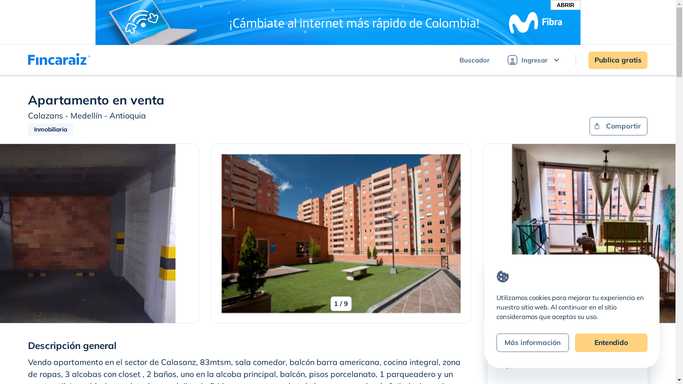 ABRIR
¡Cámbiate al internet más rápido de Colombia!
Fibra
Fincaraiz
Buscador
Ingresar
Publica gratis
Apartamento en venta
Calazans - Medellín - Antioquia
Inmobiliaria
Compartir
1 / 9
Utilizamos cookies para mejorar tu experiencia en
nuestro sitio web. Al continuar en el sitio
consideramos que aceptas su uso.
Más información
Entendido
Descripción general
Vendo apartamento en el sector de Calasanz, 83mtsm, sala comedor, balcón barra americana, cocina integral, zona
de ropas, 3 alcobas con closet , 2 baños, uno en la alcoba principal, balcón, pisos porcelanato, 1 parqueadero y un